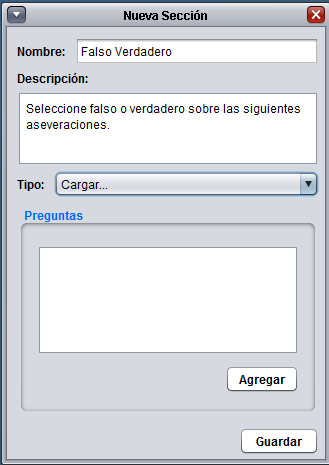 Nueva Sección
Nombre: Falso Verdadero
Descripción:
Seleccione falso o verdadero sobre las siguientes
aseveraciones.
Tipo: Cargar...
Preguntas
Agregar
Guardar